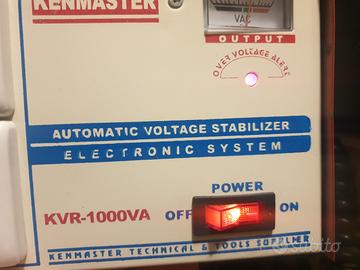 KENMASTER
VAC
OUTPUT
OVER VOLTAGE ALERT
AUTOMATIC VOLTAGE STABILIZER
ELECTRONIC SYSTEM
POWER
KVR-1000VA OFF ON
KENMASTER TECHNICAL & TOOLS SUPPLIER
subito